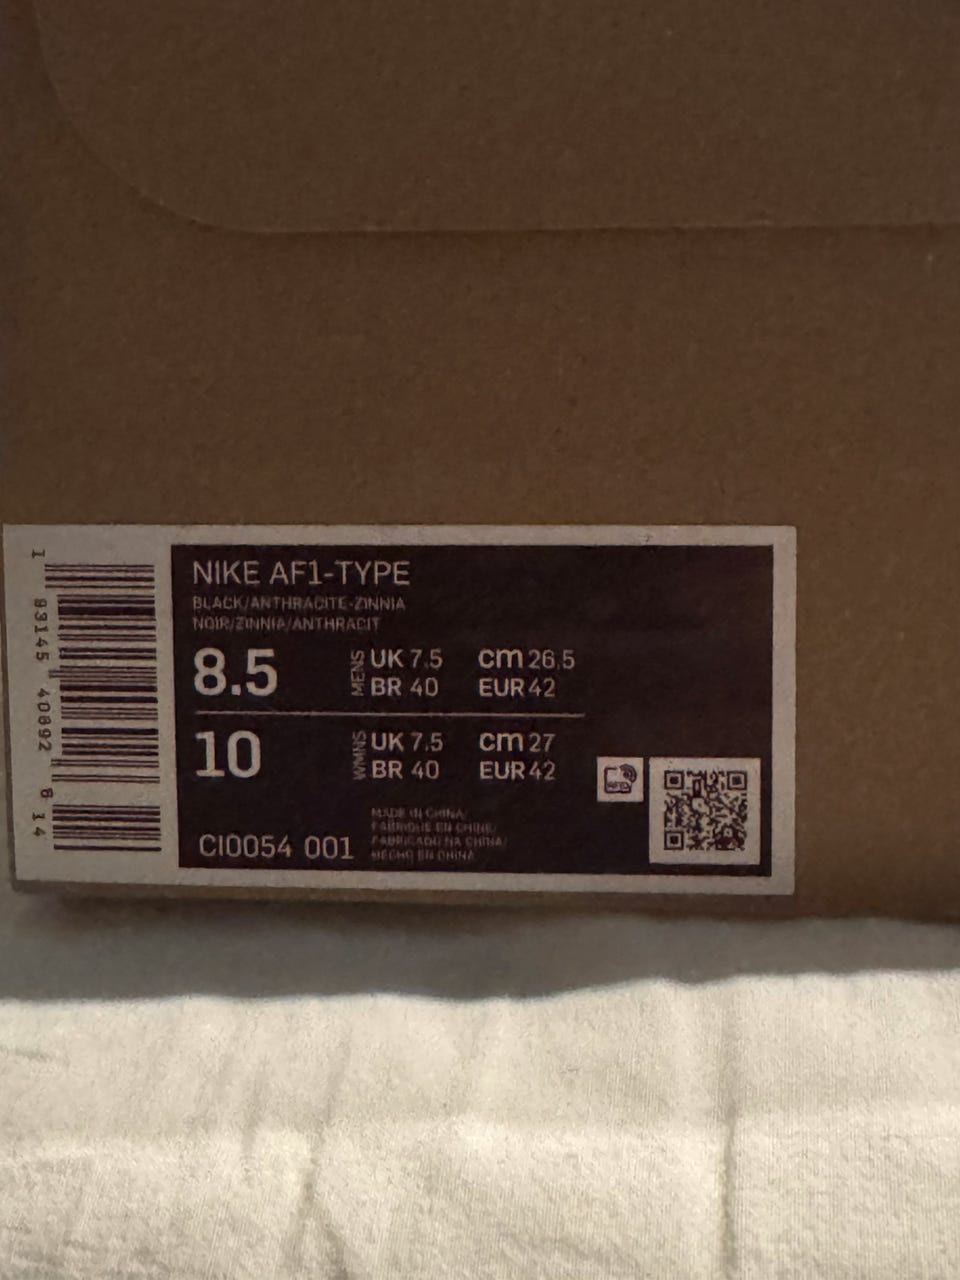 NIKE AF1-TYPE
BLACK/ANTHRACITE-ZINNIA
NOIR/ZINNIA/ANTHRACIT
8.5 MENS UK 7.5 cm 26.5
BR 40 EUR 42
10 WMNS UK 7.5 cm 27
BR 40 EUR 42
CI0054 001
MADE IN CHINA/
FABRIQUE EN CHINE/
FABRICADO NA CHINA/
HECHO EN CHINA
1 93145 40892 8 14